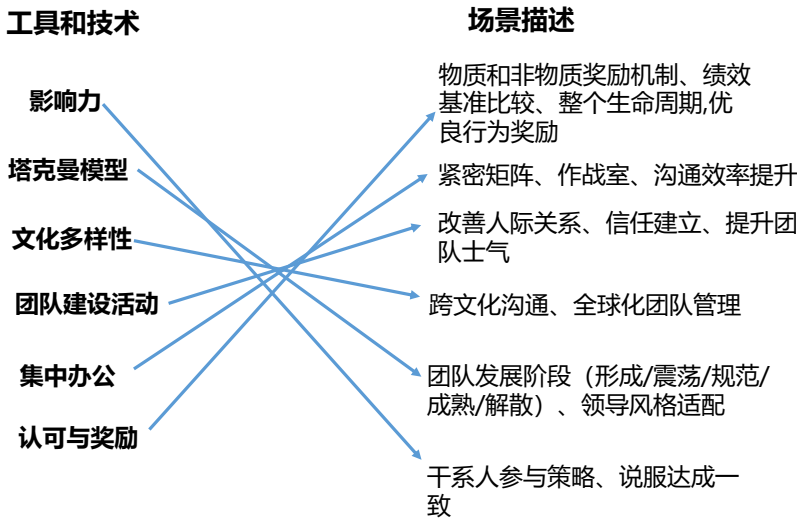 工具和技术
场景描述
影响力
塔克曼模型
文化多样性
团队建设活动
集中办公
认可与奖励
物质和非物质奖励机制、绩效
基准比较、整个生命周期,优
良行为奖励
紧密矩阵、作战室、沟通效率提升
改善人际关系、信任建立、提升团
队士气
跨文化沟通、全球化团队管理
团队发展阶段（形成/震荡/规范/
成熟/解散）、领导风格适配
干系人参与策略、说服达成一
致